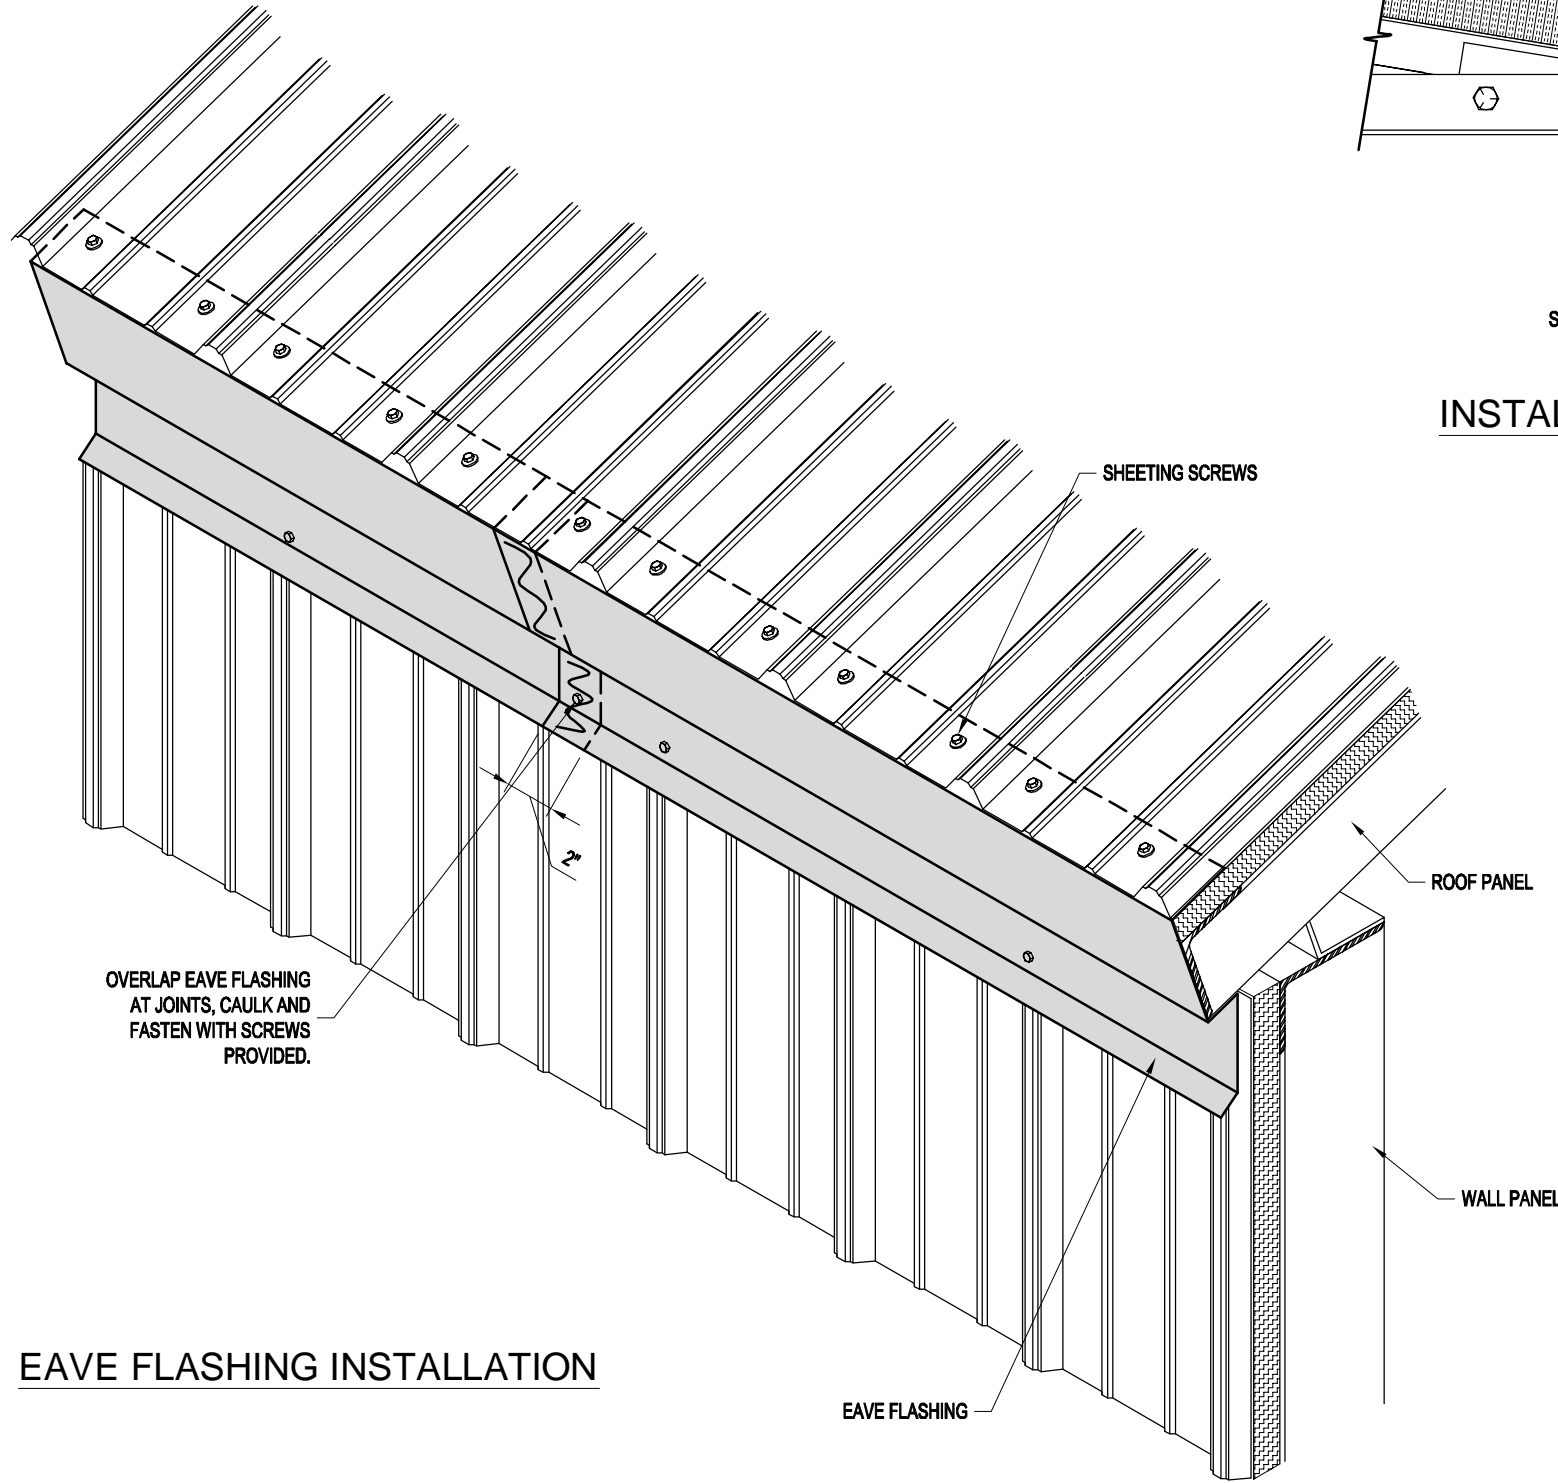 S
INSTAL
SHEETING SCREWS
2"
ROOF PANEL
OVERLAP EAVE FLASHING
AT JOINTS, CAULK AND
FASTEN WITH SCREWS
PROVIDED.
WALL PANEL
EAVE FLASHING INSTALLATION
EAVE FLASHING